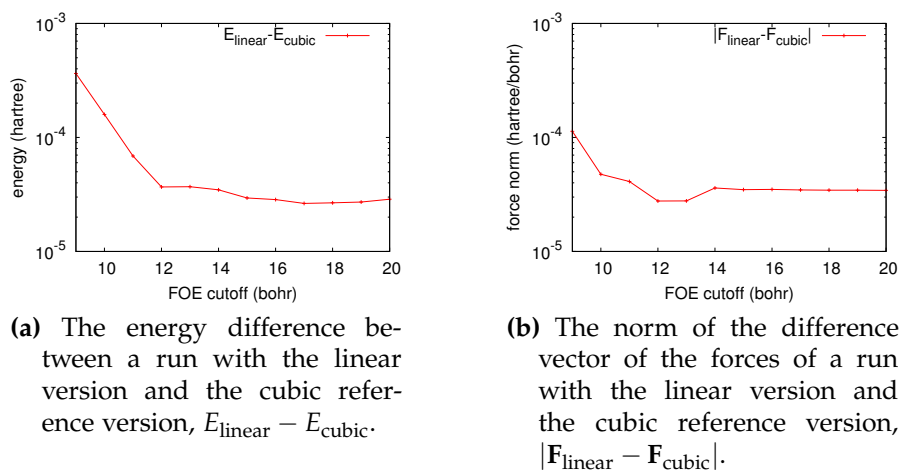 10⁻³
10⁻⁴
10⁻⁵
energy (hartree)
E_linear-E_cubic
10 12 14 16 18 20
FOE cutoff (bohr)
(a) The energy difference be-
tween a run with the linear
version and the cubic refer-
ence version, E_linear − E_cubic.
10⁻³
10⁻⁴
10⁻⁵
force norm (hartree/bohr)
|F_linear-F_cubic|
10 12 14 16 18 20
FOE cutoff (bohr)
(b) The norm of the difference
vector of the forces of a run
with the linear version and
the cubic reference version,
|F_linear − F_cubic|.